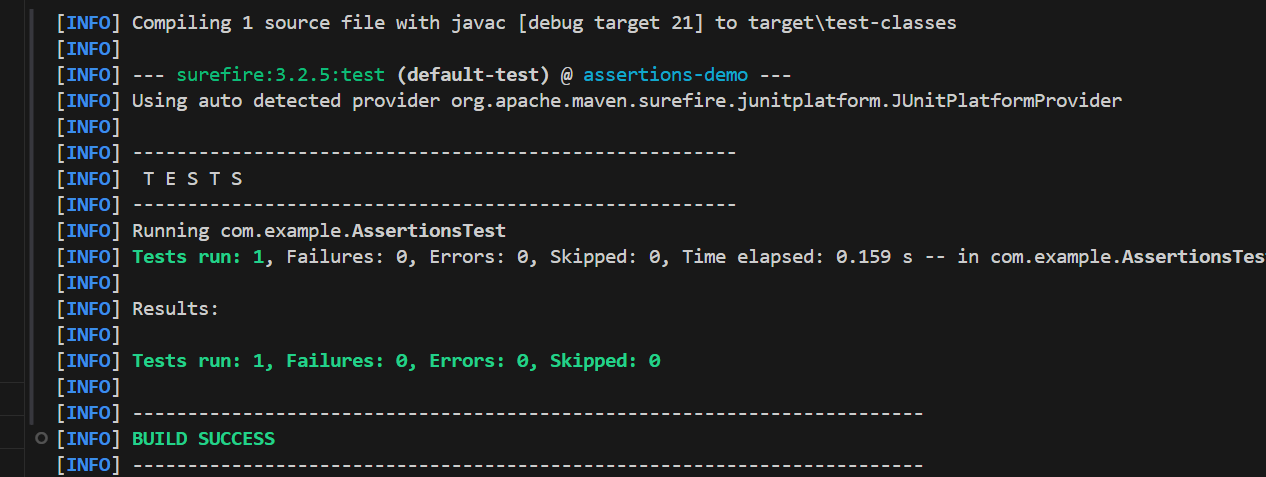 [INFO] Compiling 1 source file with javac [debug target 21] to target\test-classes
[INFO]
[INFO] --- surefire:3.2.5:test (default-test) @ assertions-demo ---
[INFO] Using auto detected provider org.apache.maven.surefire.junitplatform.JUnitPlatformProvider
[INFO]
[INFO] -------------------------------------------------------
[INFO]  T E S T S
[INFO] -------------------------------------------------------
[INFO] Running com.example.AssertionsTest
[INFO] Tests run: 1, Failures: 0, Errors: 0, Skipped: 0, Time elapsed: 0.159 s -- in com.example.AssertionsTes
[INFO]
[INFO] Results:
[INFO]
[INFO] Tests run: 1, Failures: 0, Errors: 0, Skipped: 0
[INFO]
[INFO] ------------------------------------------------------------------------
[INFO] BUILD SUCCESS
[INFO] ------------------------------------------------------------------------